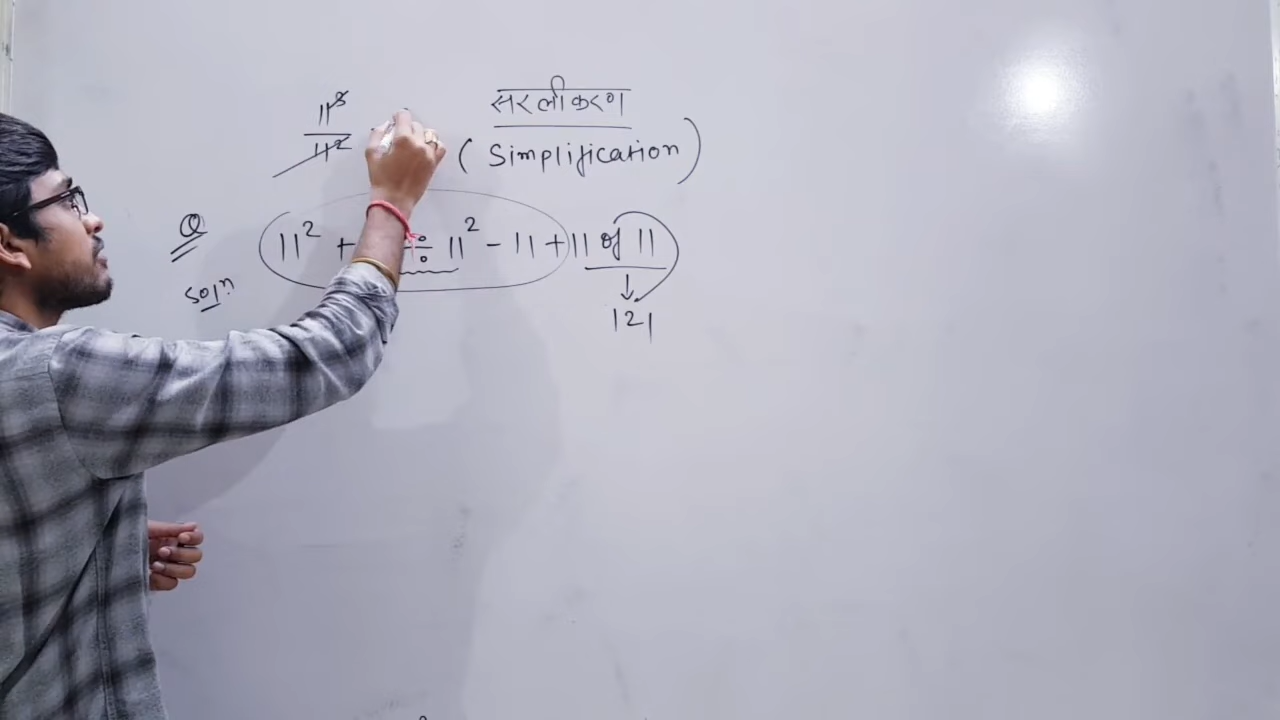 सरलीकरण
11³
11²
( Simplification )
Q
11² + ÷ 11² - 11 + 11 of 11
Solⁿ
↓
121